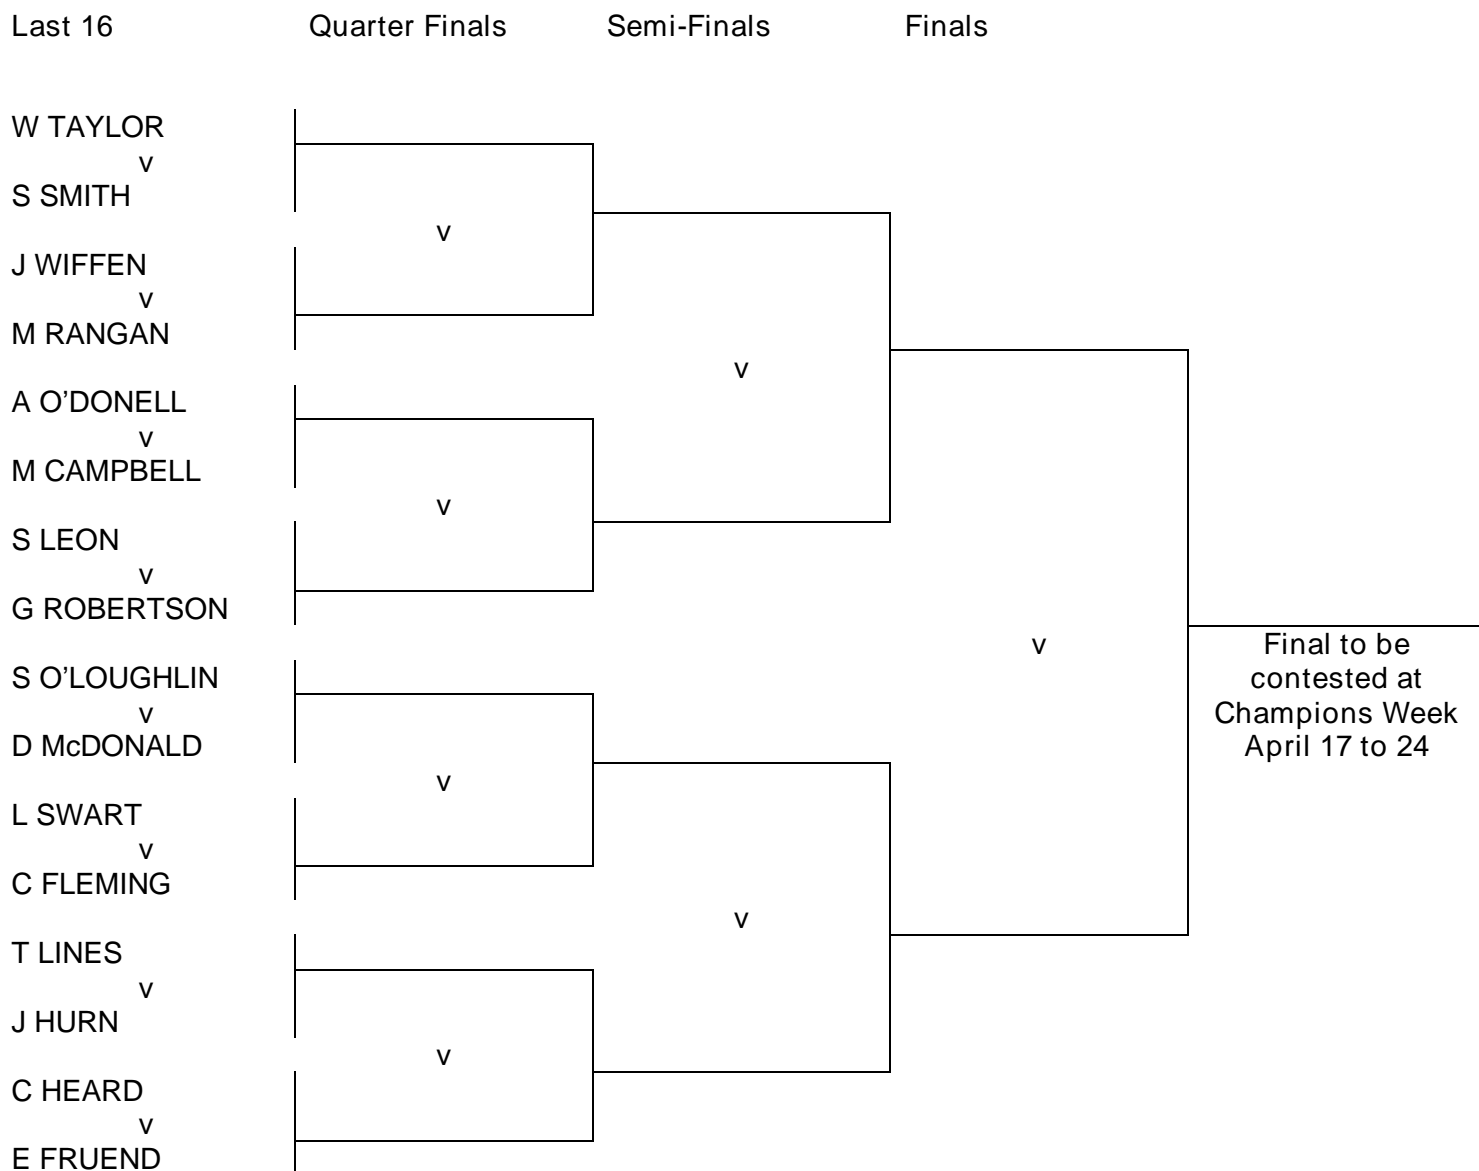 Last 16 Quarter Finals Semi-Finals Finals
W TAYLOR
v
S SMITH
v
J WIFFEN
v
M RANGAN
v
A O’DONELL
v
M CAMPBELL
v
S LEON
v
G ROBERTSON
v
Final to be
S O’LOUGHLIN
contested at
v
Champions Week
D McDONALD
April 17 to 24
v
L SWART
v
C FLEMING
v
T LINES
v
J HURN
v
C HEARD
v
E FRUEND